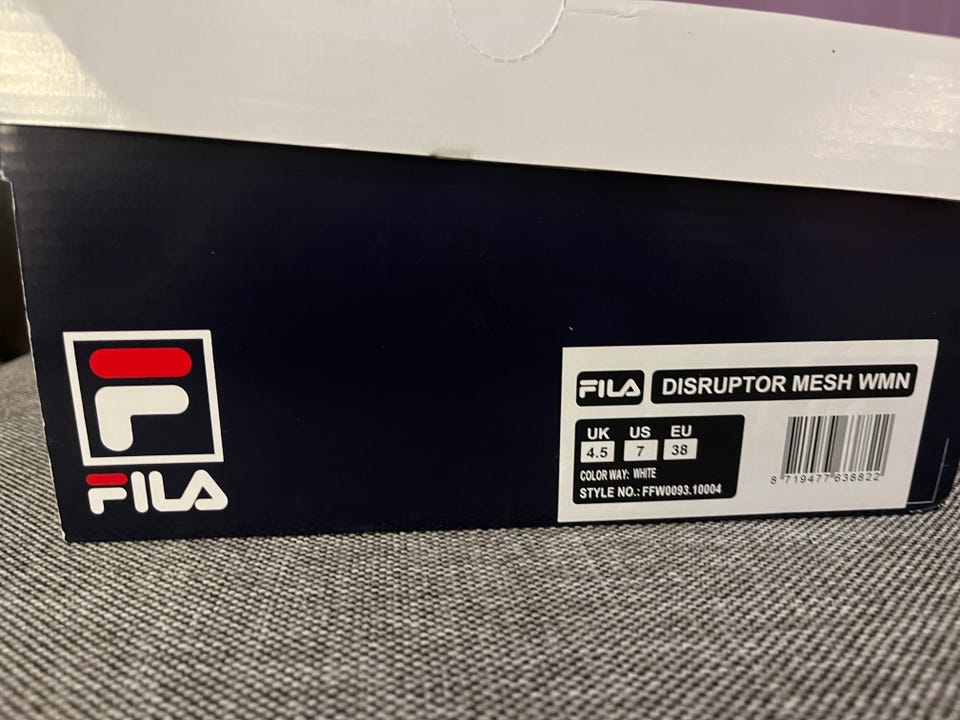 FILA
FILA DISRUPTOR MESH WMN
UK US EU
4.5 7 38
COLOR WAY: WHITE
STYLE NO.: FFW0093.10004
8 719477 638822